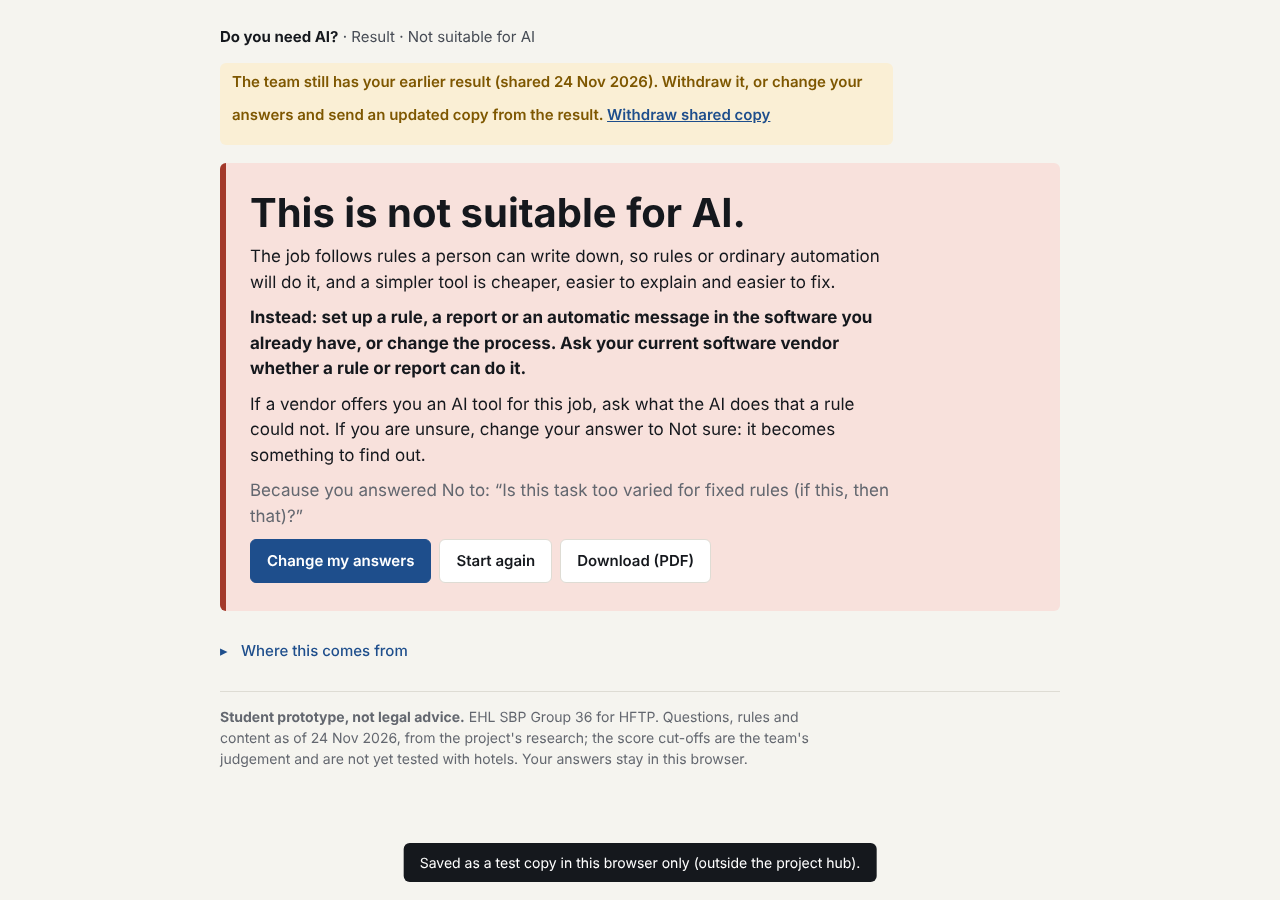 Do you need AI? · Result · Not suitable for AI
The team still has your earlier result (shared 24 Nov 2026). Withdraw it, or change your
answers and send an updated copy from the result. Withdraw shared copy
This is not suitable for AI.
The job follows rules a person can write down, so rules or ordinary automation
will do it, and a simpler tool is cheaper, easier to explain and easier to fix.
Instead: set up a rule, a report or an automatic message in the software you
already have, or change the process. Ask your current software vendor
whether a rule or report can do it.
If a vendor offers you an AI tool for this job, ask what the AI does that a rule
could not. If you are unsure, change your answer to Not sure: it becomes
something to find out.
Because you answered No to: “Is this task too varied for fixed rules (if this, then
that)?”
Change my answers Start again Download (PDF)
Where this comes from
Student prototype, not legal advice. EHL SBP Group 36 for HFTP. Questions, rules and
content as of 24 Nov 2026, from the project's research; the score cut-offs are the team's
judgement and are not yet tested with hotels. Your answers stay in this browser.
Saved as a test copy in this browser only (outside the project hub).